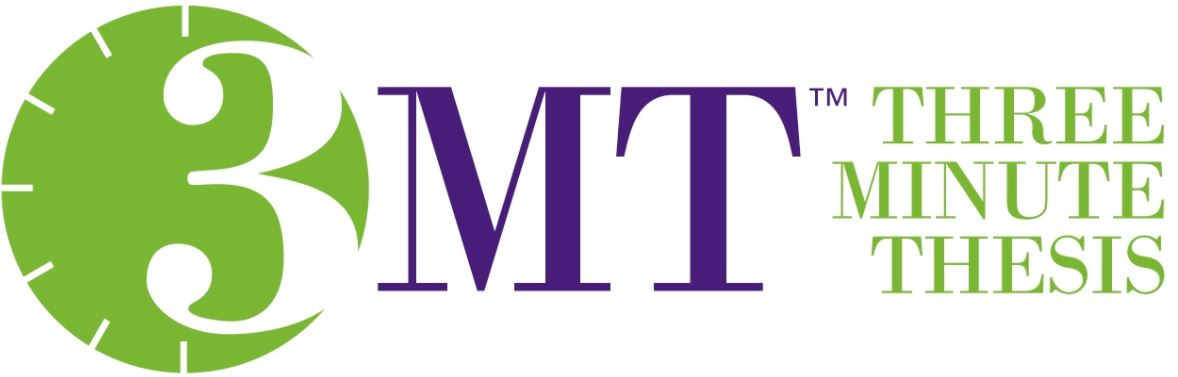 3MT™
THREE
MINUTE
THESIS